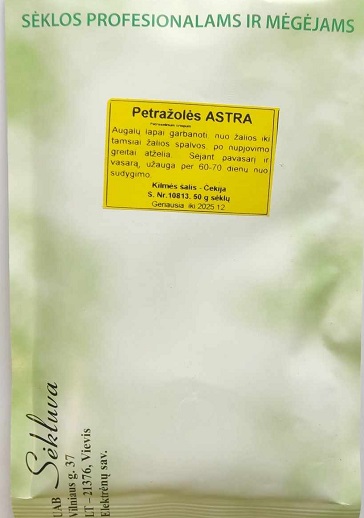 SĖKLOS PROFESIONALAMS IR MĖGĖJAMS
Petražolės ASTRA
Augalų lapai garbanoti, nuo žalios iki
tamsiai žalios spalvos, po nupjovimo
greitai atželia. Sėjant pavasarį ir
vasarą, užauga per 60-70 dienu nuo
sudygimo.
Kilmės šalis - Čekija
S. Nr.10813. 50 g sėklų
Geriausia iki 2025 12
UAB Sėkluva
Vilniaus g. 37
LT –21376, Vievis
Elektrėnų sav.